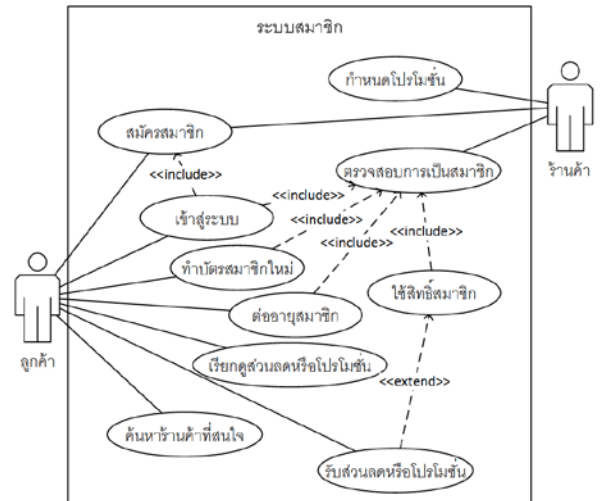 ระบบสมาชิก
กำหนดโปรโมชั่น
สมัครสมาชิก
ร้านค้า
ตรวจสอบการเป็นสมาชิก
<<include>>
<<include>>
เข้าสู่ระบบ
<<include>>
<<include>>
<<include>>
ทำบัตรสมาชิกใหม่
ใช้สิทธิ์สมาชิก
ต่ออายุสมาชิก
ลูกค้า
เรียกดูส่วนลดหรือโปรโมชั่น
<<extend>>
ค้นหาร้านค้าที่สนใจ
รับส่วนลดหรือโปรโมชั่น